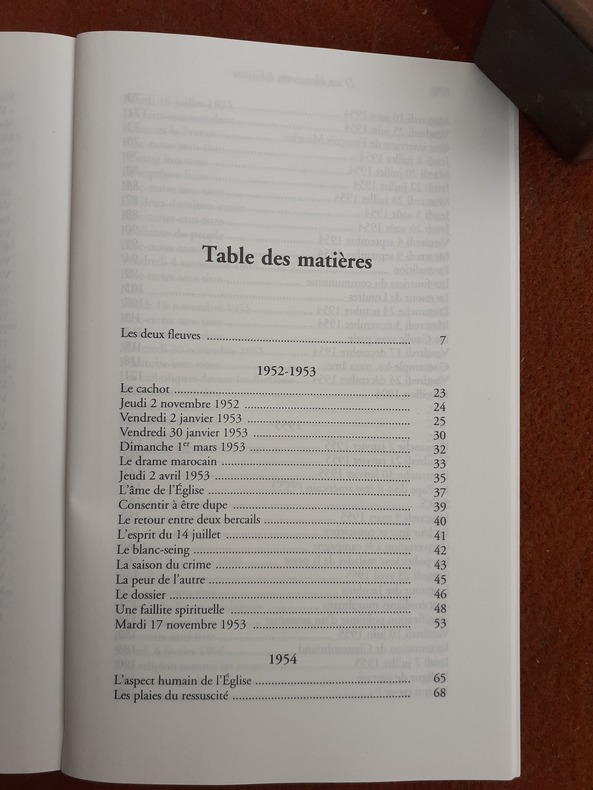 Table des matières
Les deux fleuves ........ 7
1952-1953
Le cachot ........ 23
Jeudi 2 novembre 1952 ........ 24
Vendredi 2 janvier 1953 ........ 25
Vendredi 30 janvier 1953 ........ 30
Dimanche 1er mars 1953 ........ 32
Le drame marocain ........ 33
Jeudi 2 avril 1953 ........ 35
L'âme de l'Église ........ 37
Consentir à être dupe ........ 39
Le retour entre deux bercails ........ 40
L'esprit du 14 juillet ........ 41
Le blanc-seing ........ 42
La saison du crime ........ 43
La peur de l'autre ........ 45
Le dossier ........ 46
Une faillite spirituelle ........ 48
Mardi 17 novembre 1953 ........ 53
1954
L'aspect humain de l'Église ........ 65
Les plaies du ressuscité ........ 68